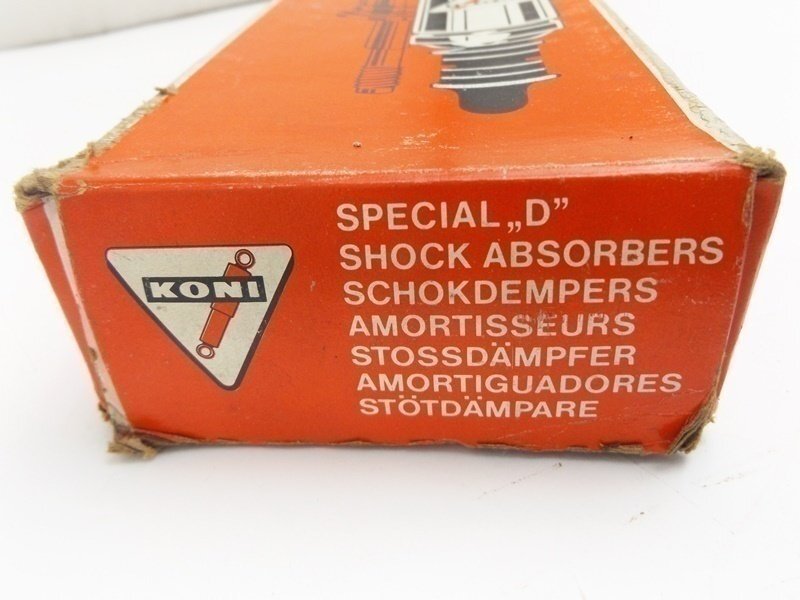 KONI
SPECIAL „D”
SHOCK ABSORBERS
SCHOKDEMPERS
AMORTISSEURS
STOSSDÄMPFER
AMORTIGUADORES
STÖTDÄMPARE